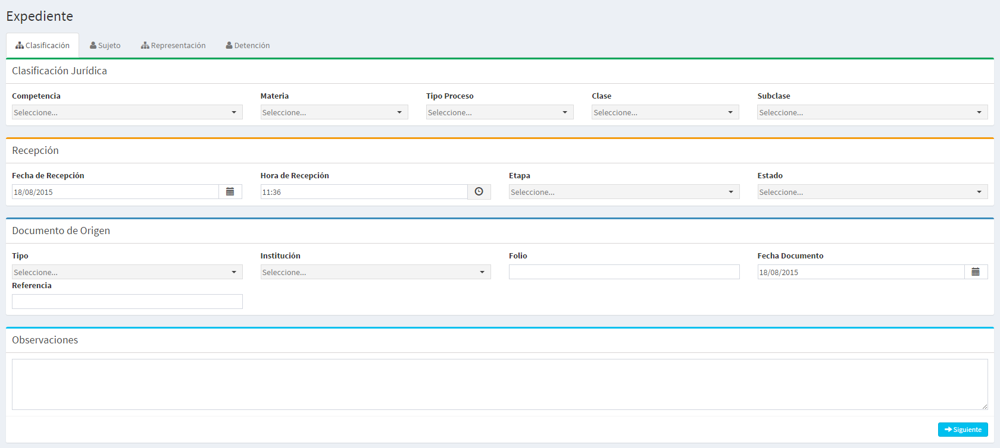 Expediente
Clasificación Sujeto Representación Detención
Clasificación Jurídica
Competencia Materia Tipo Proceso Clase Subclase
Seleccione... Seleccione... Seleccione... Seleccione... Seleccione...
Recepción
Fecha de Recepción Hora de Recepción Etapa Estado
18/08/2015 11:36 Seleccione... Seleccione...
Documento de Origen
Tipo Institución Folio Fecha Documento
Seleccione... Seleccione... 18/08/2015
Referencia
Observaciones
Siguiente